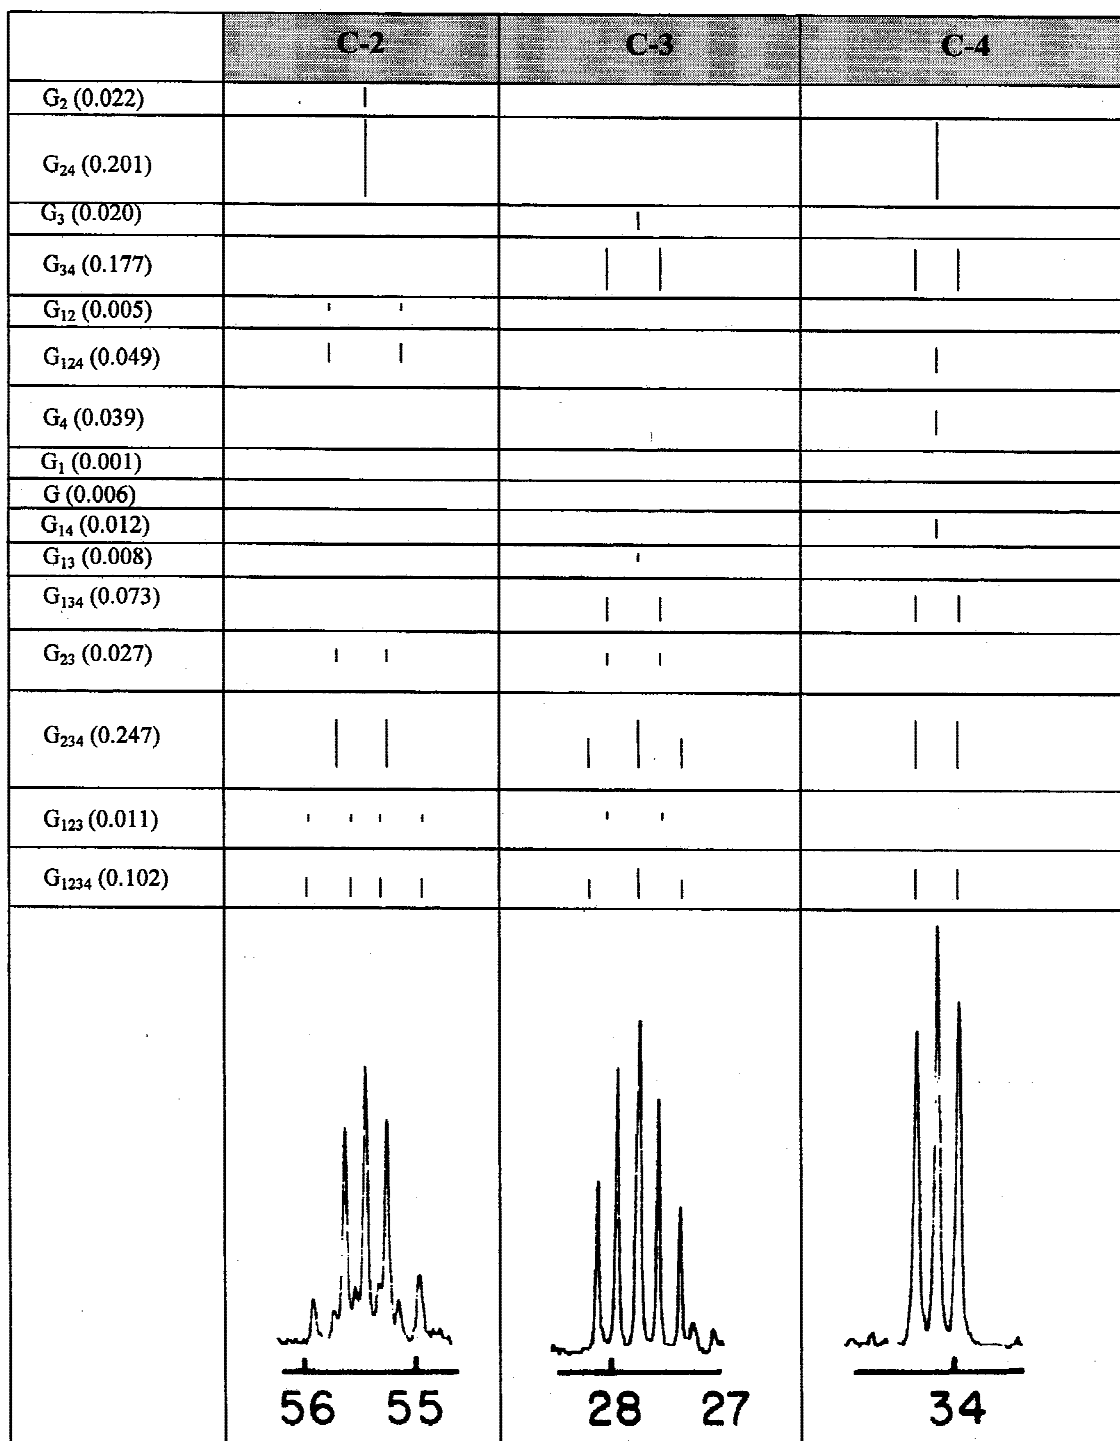 C-2 C-3 C-4
G₂ (0.022)
G₂₄ (0.201)
G₃ (0.020)
G₃₄ (0.177)
G₁₂ (0.005)
G₁₂₄ (0.049)
G₄ (0.039)
G₁ (0.001)
G (0.006)
G₁₄ (0.012)
G₁₃ (0.008)
G₁₃₄ (0.073)
G₂₃ (0.027)
G₂₃₄ (0.247)
G₁₂₃ (0.011)
G₁₂₃₄ (0.102)
56 55 28 27 34